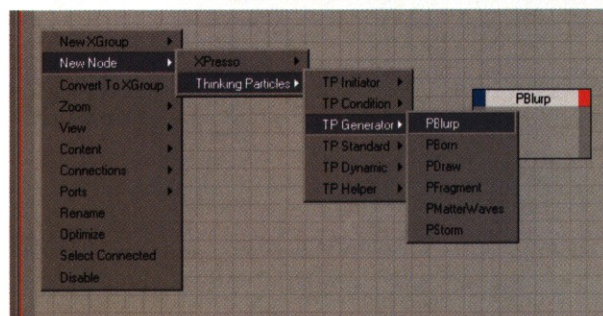 New XGroup
New Node
Convert To XGroup
Zoom
View
Content
Connections
Ports
Rename
Optimize
Select Connected
Disable
XPresso
Thinking Particles
TP Initiator
TP Condition
TP Generator
TP Standard
TP Dynamic
TP Helper
PBlurp
PBorn
PDraw
PFragment
PMatterWaves
PStorm
PBlurp